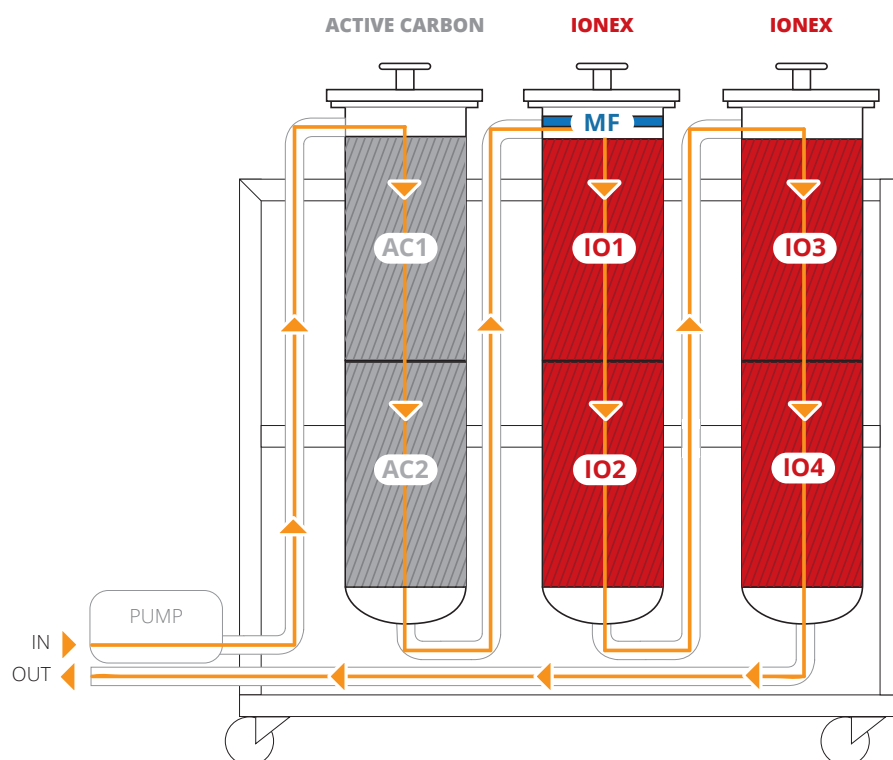 ACTIVE CARBON
IONEX
IONEX
MF
AC1
IO1
IO3
AC2
IO2
IO4
PUMP
IN
OUT